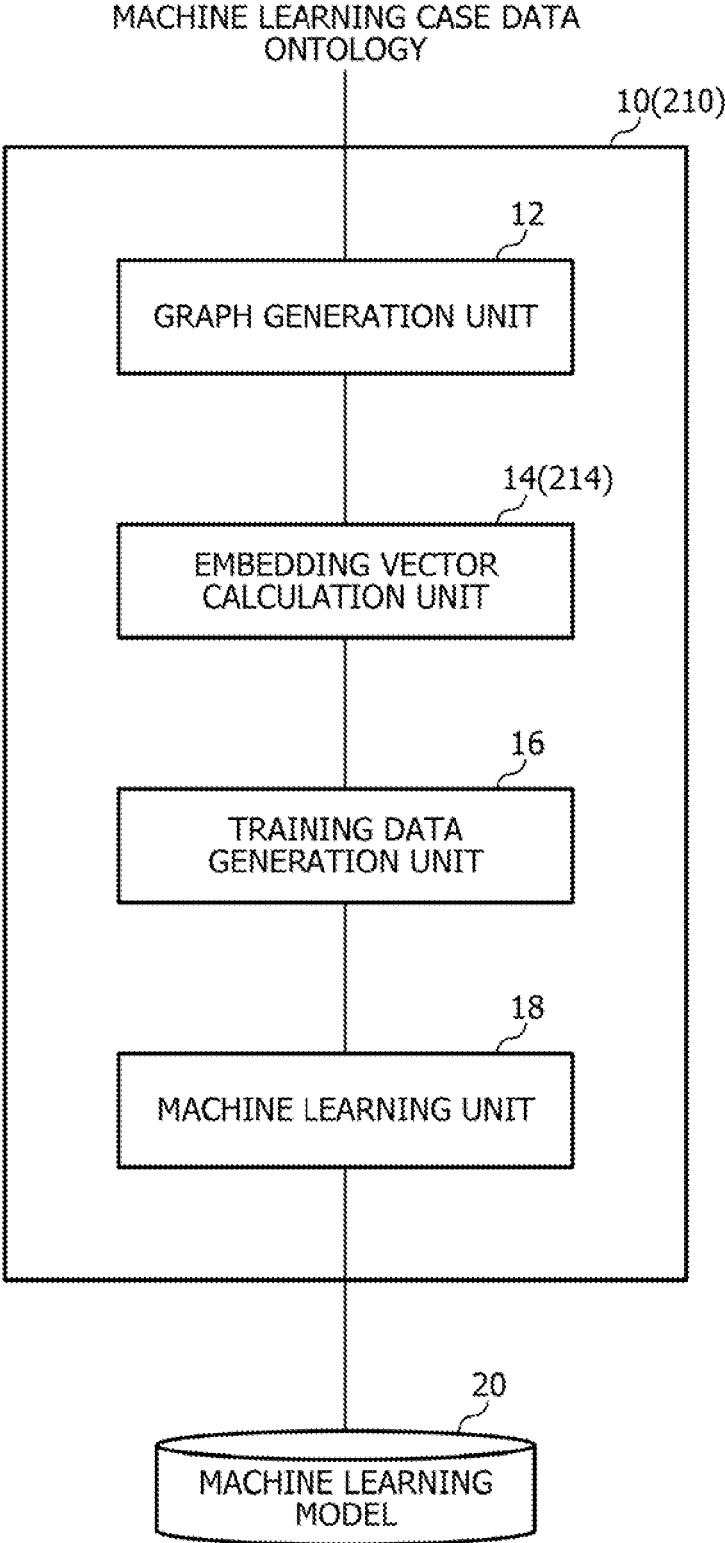 MACHINE LEARNING CASE DATA
ONTOLOGY
10(210)
12
GRAPH GENERATION UNIT
14(214)
EMBEDDING VECTOR
CALCULATION UNIT
16
TRAINING DATA
GENERATION UNIT
18
MACHINE LEARNING UNIT
20
MACHINE LEARNING
MODEL